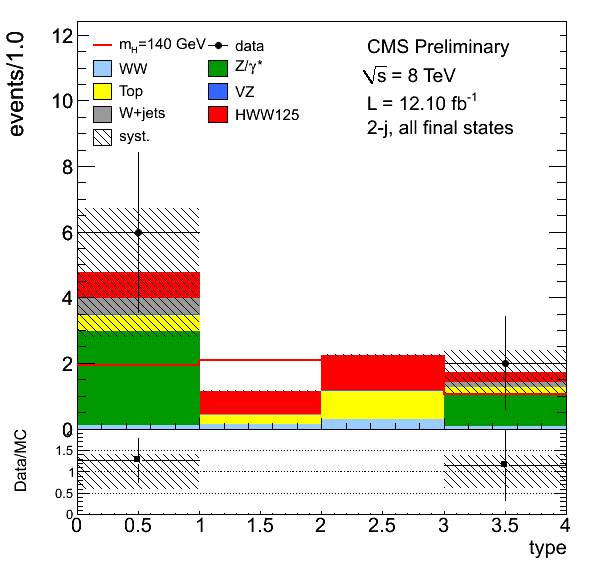 events/1.0
12
10
8
6
4
2
0
m_H=140 GeV
data
WW
Z/γ*
Top
VZ
W+jets
HWW125
syst.
CMS Preliminary
√s = 8 TeV
L = 12.10 fb⁻¹
2-j, all final states
Data/MC
2
1.5
1
0.5
0
0 0.5 1 1.5 2 2.5 3 3.5 4
type